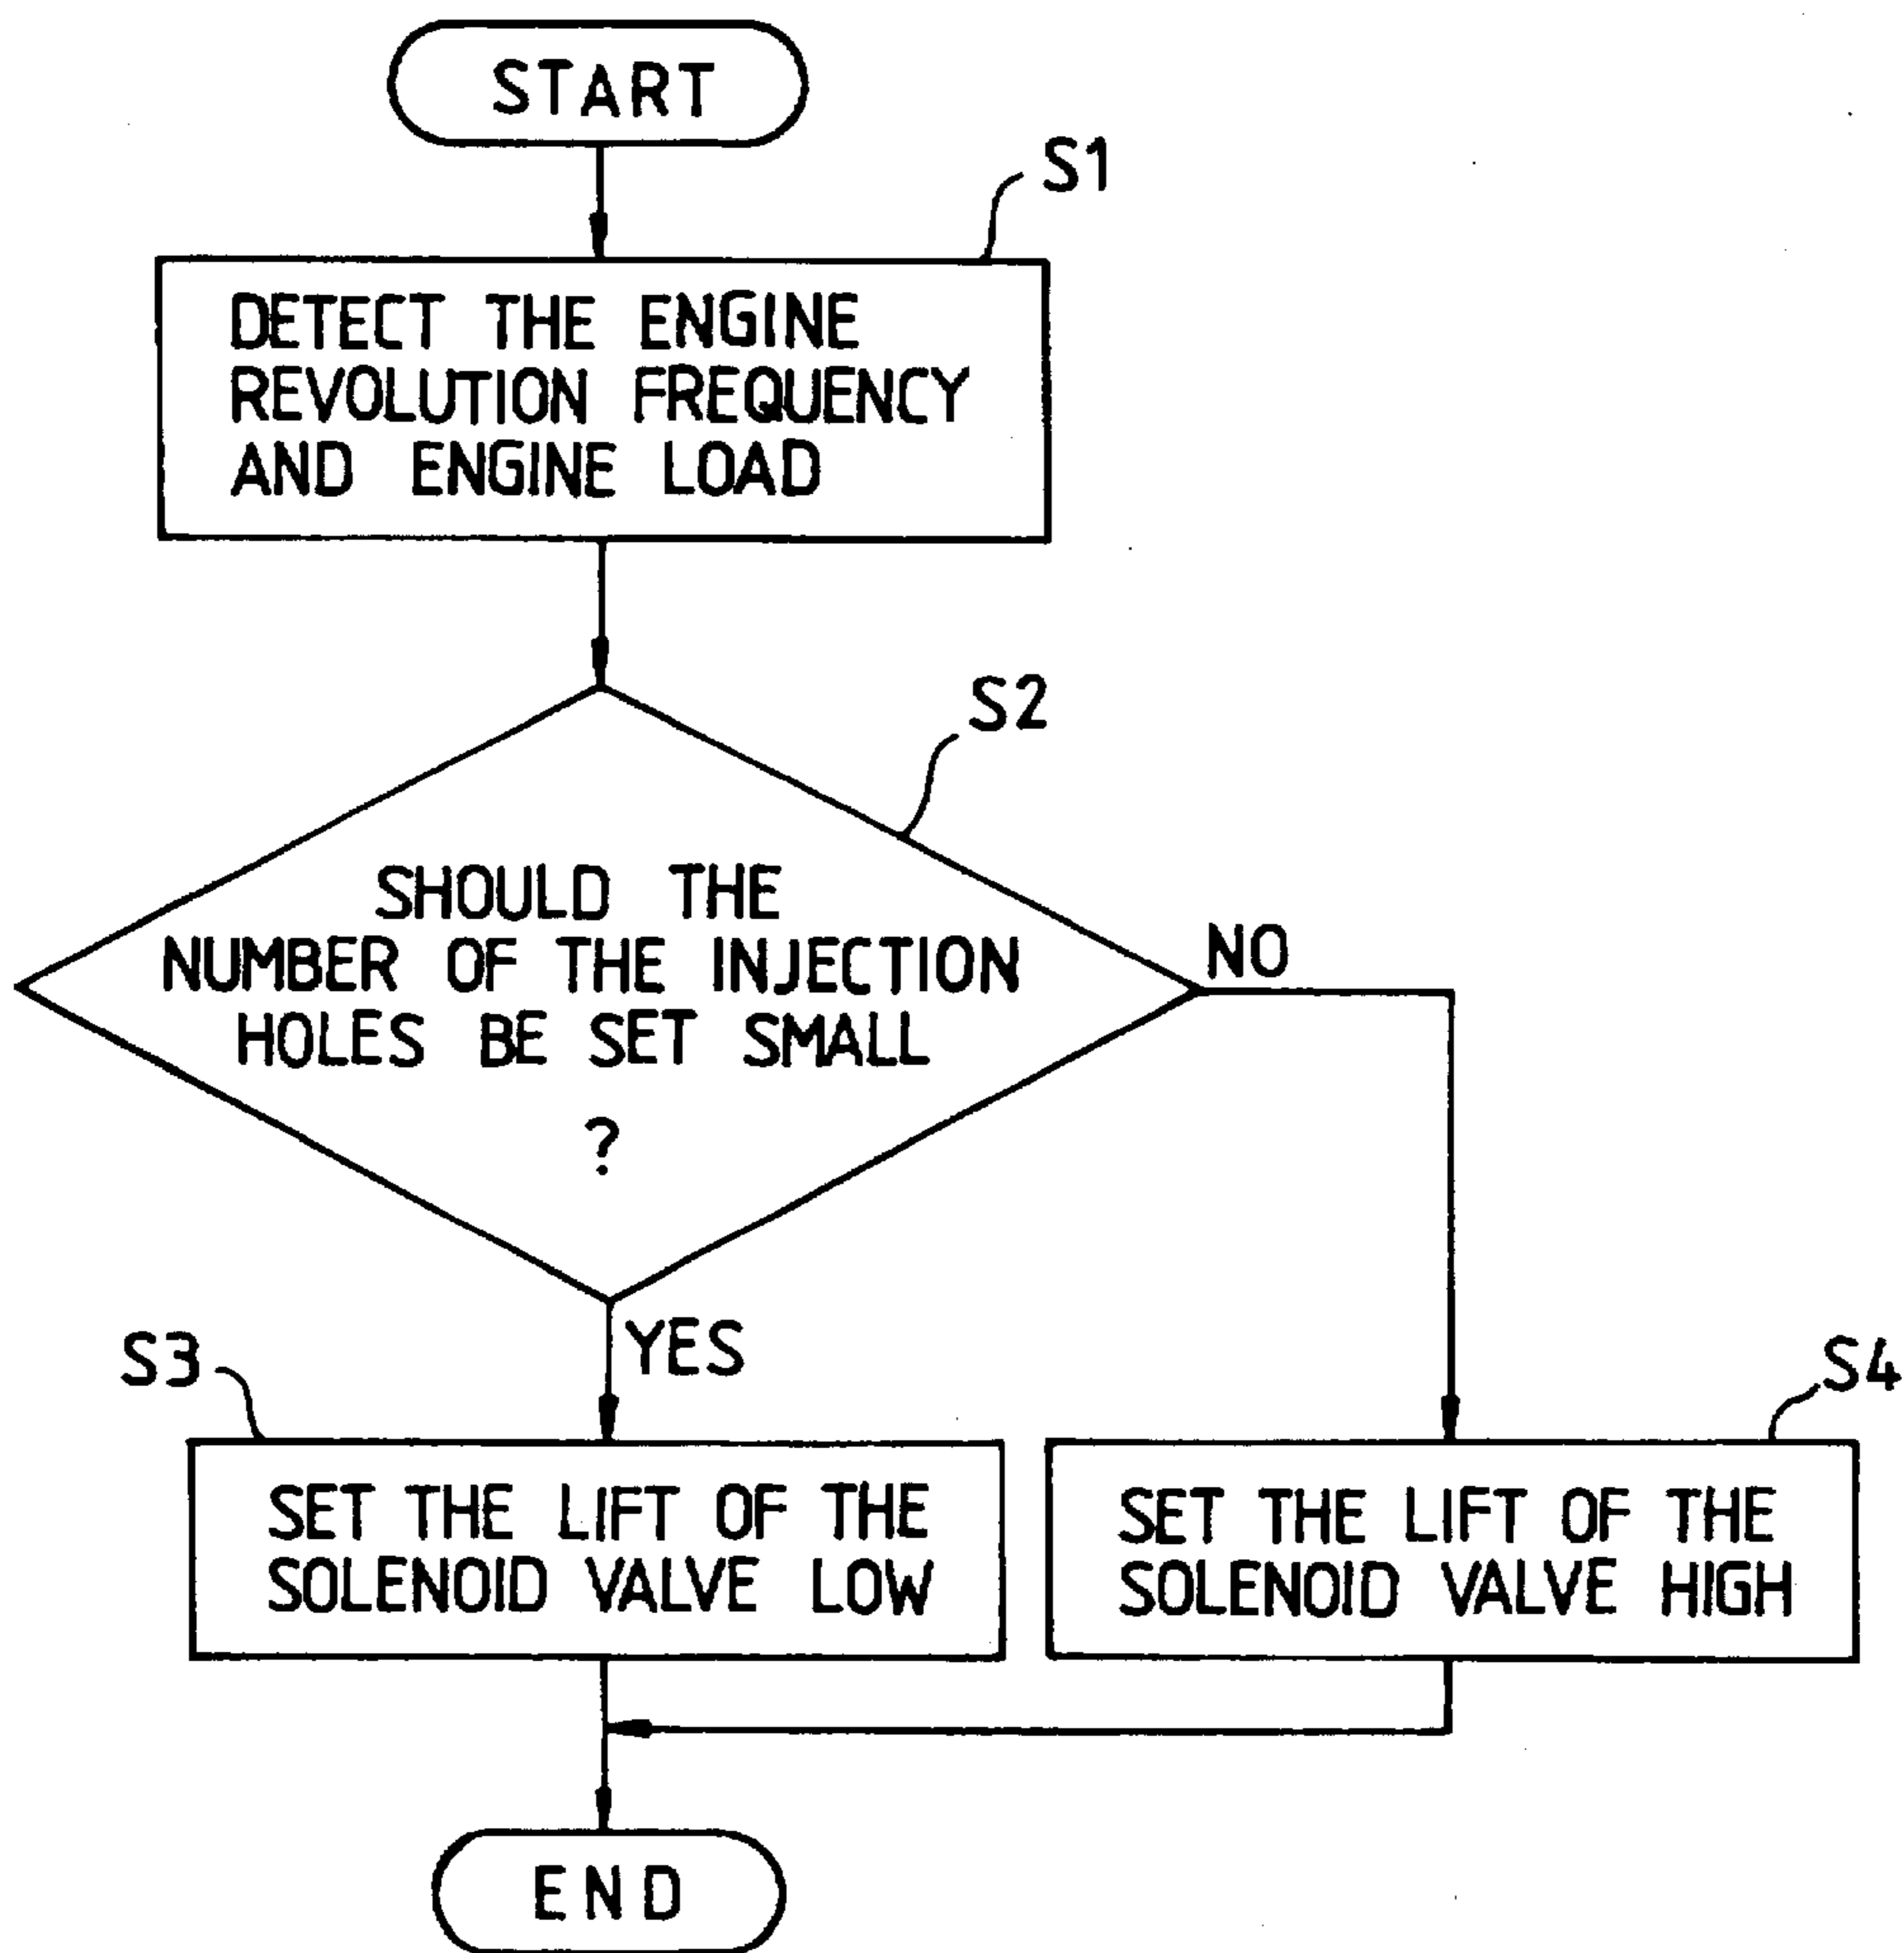 START
S1
DETECT THE ENGINE
REVOLUTION FREQUENCY
AND ENGINE LOAD
S2
SHOULD THE
NUMBER OF THE INJECTION
HOLES BE SET SMALL
?
NO
YES
S3
SET THE LIFT OF THE
SOLENOID VALVE LOW
S4
SET THE LIFT OF THE
SOLENOID VALVE HIGH
END